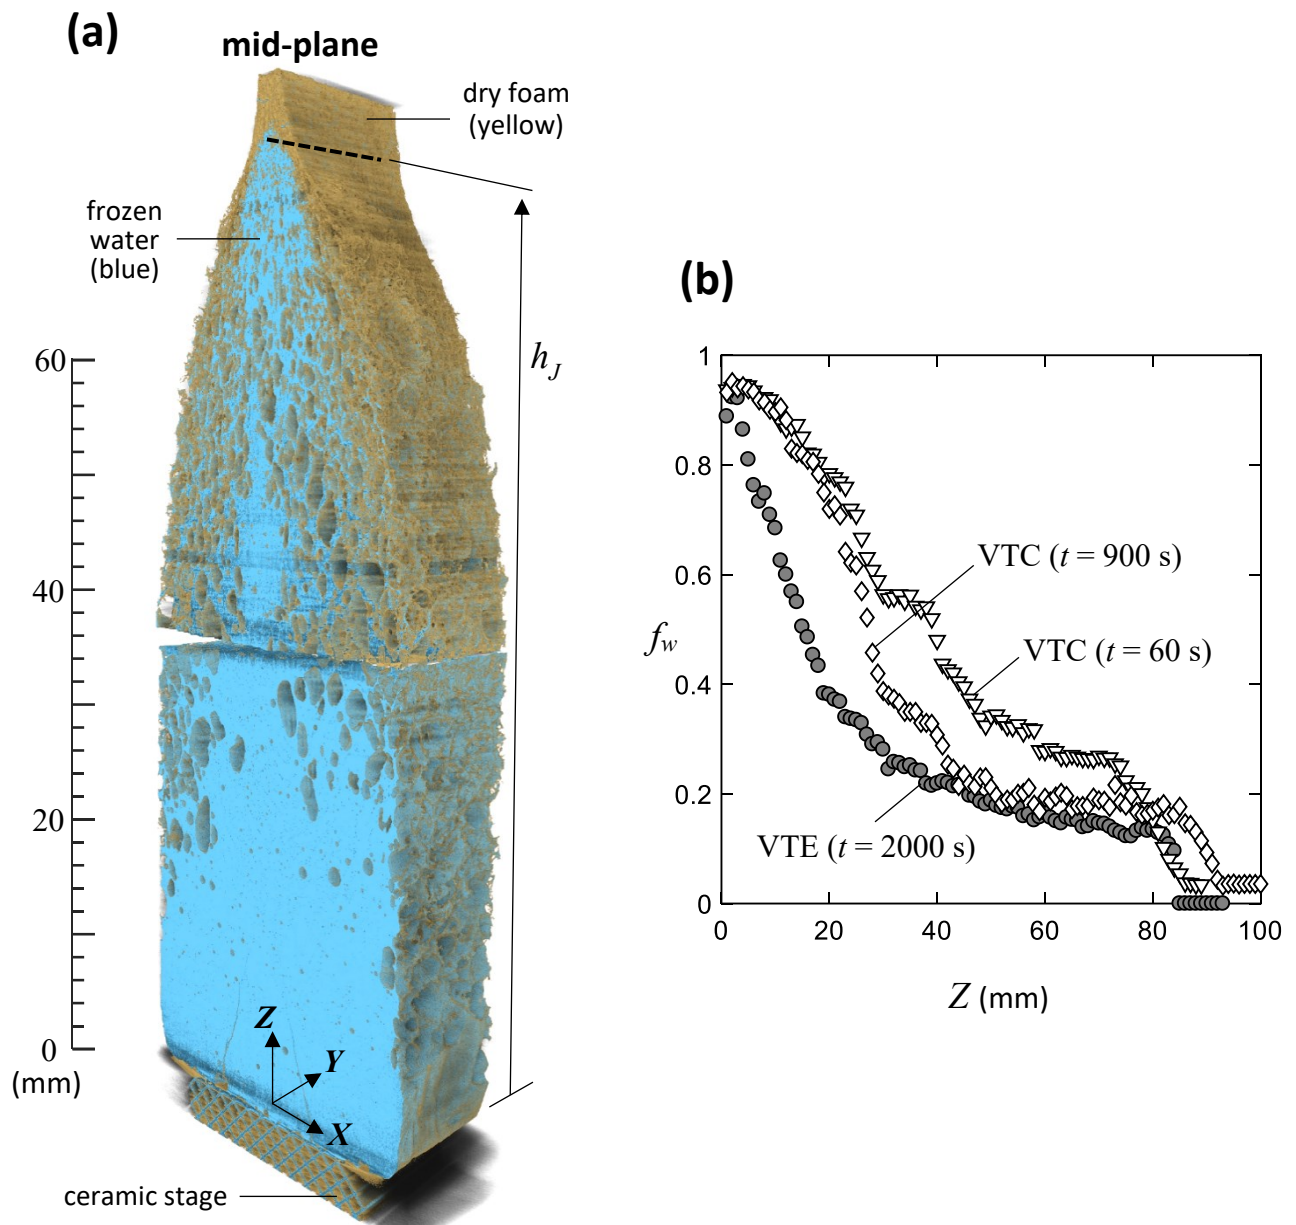 (a)
mid-plane
dry foam
(yellow)
frozen
water
(blue)
h_J
60
40
20
0
(mm)
Z
Y
X
ceramic stage
(b)
1
0.8
0.6
0.4
0.2
0
f_w
VTC (t = 900 s)
VTC (t = 60 s)
VTE (t = 2000 s)
0 20 40 60 80 100
Z (mm)